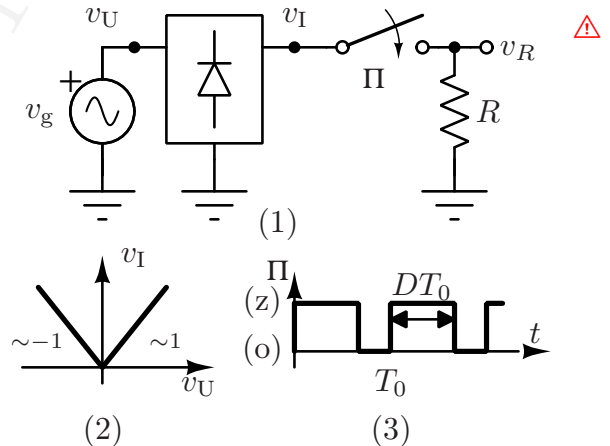 v_U v_I v_R
+
v_g Π R
(1)
v_I Π DT_0
(z)
∼−1 ∼1 (o) t
v_U T_0
(2) (3)